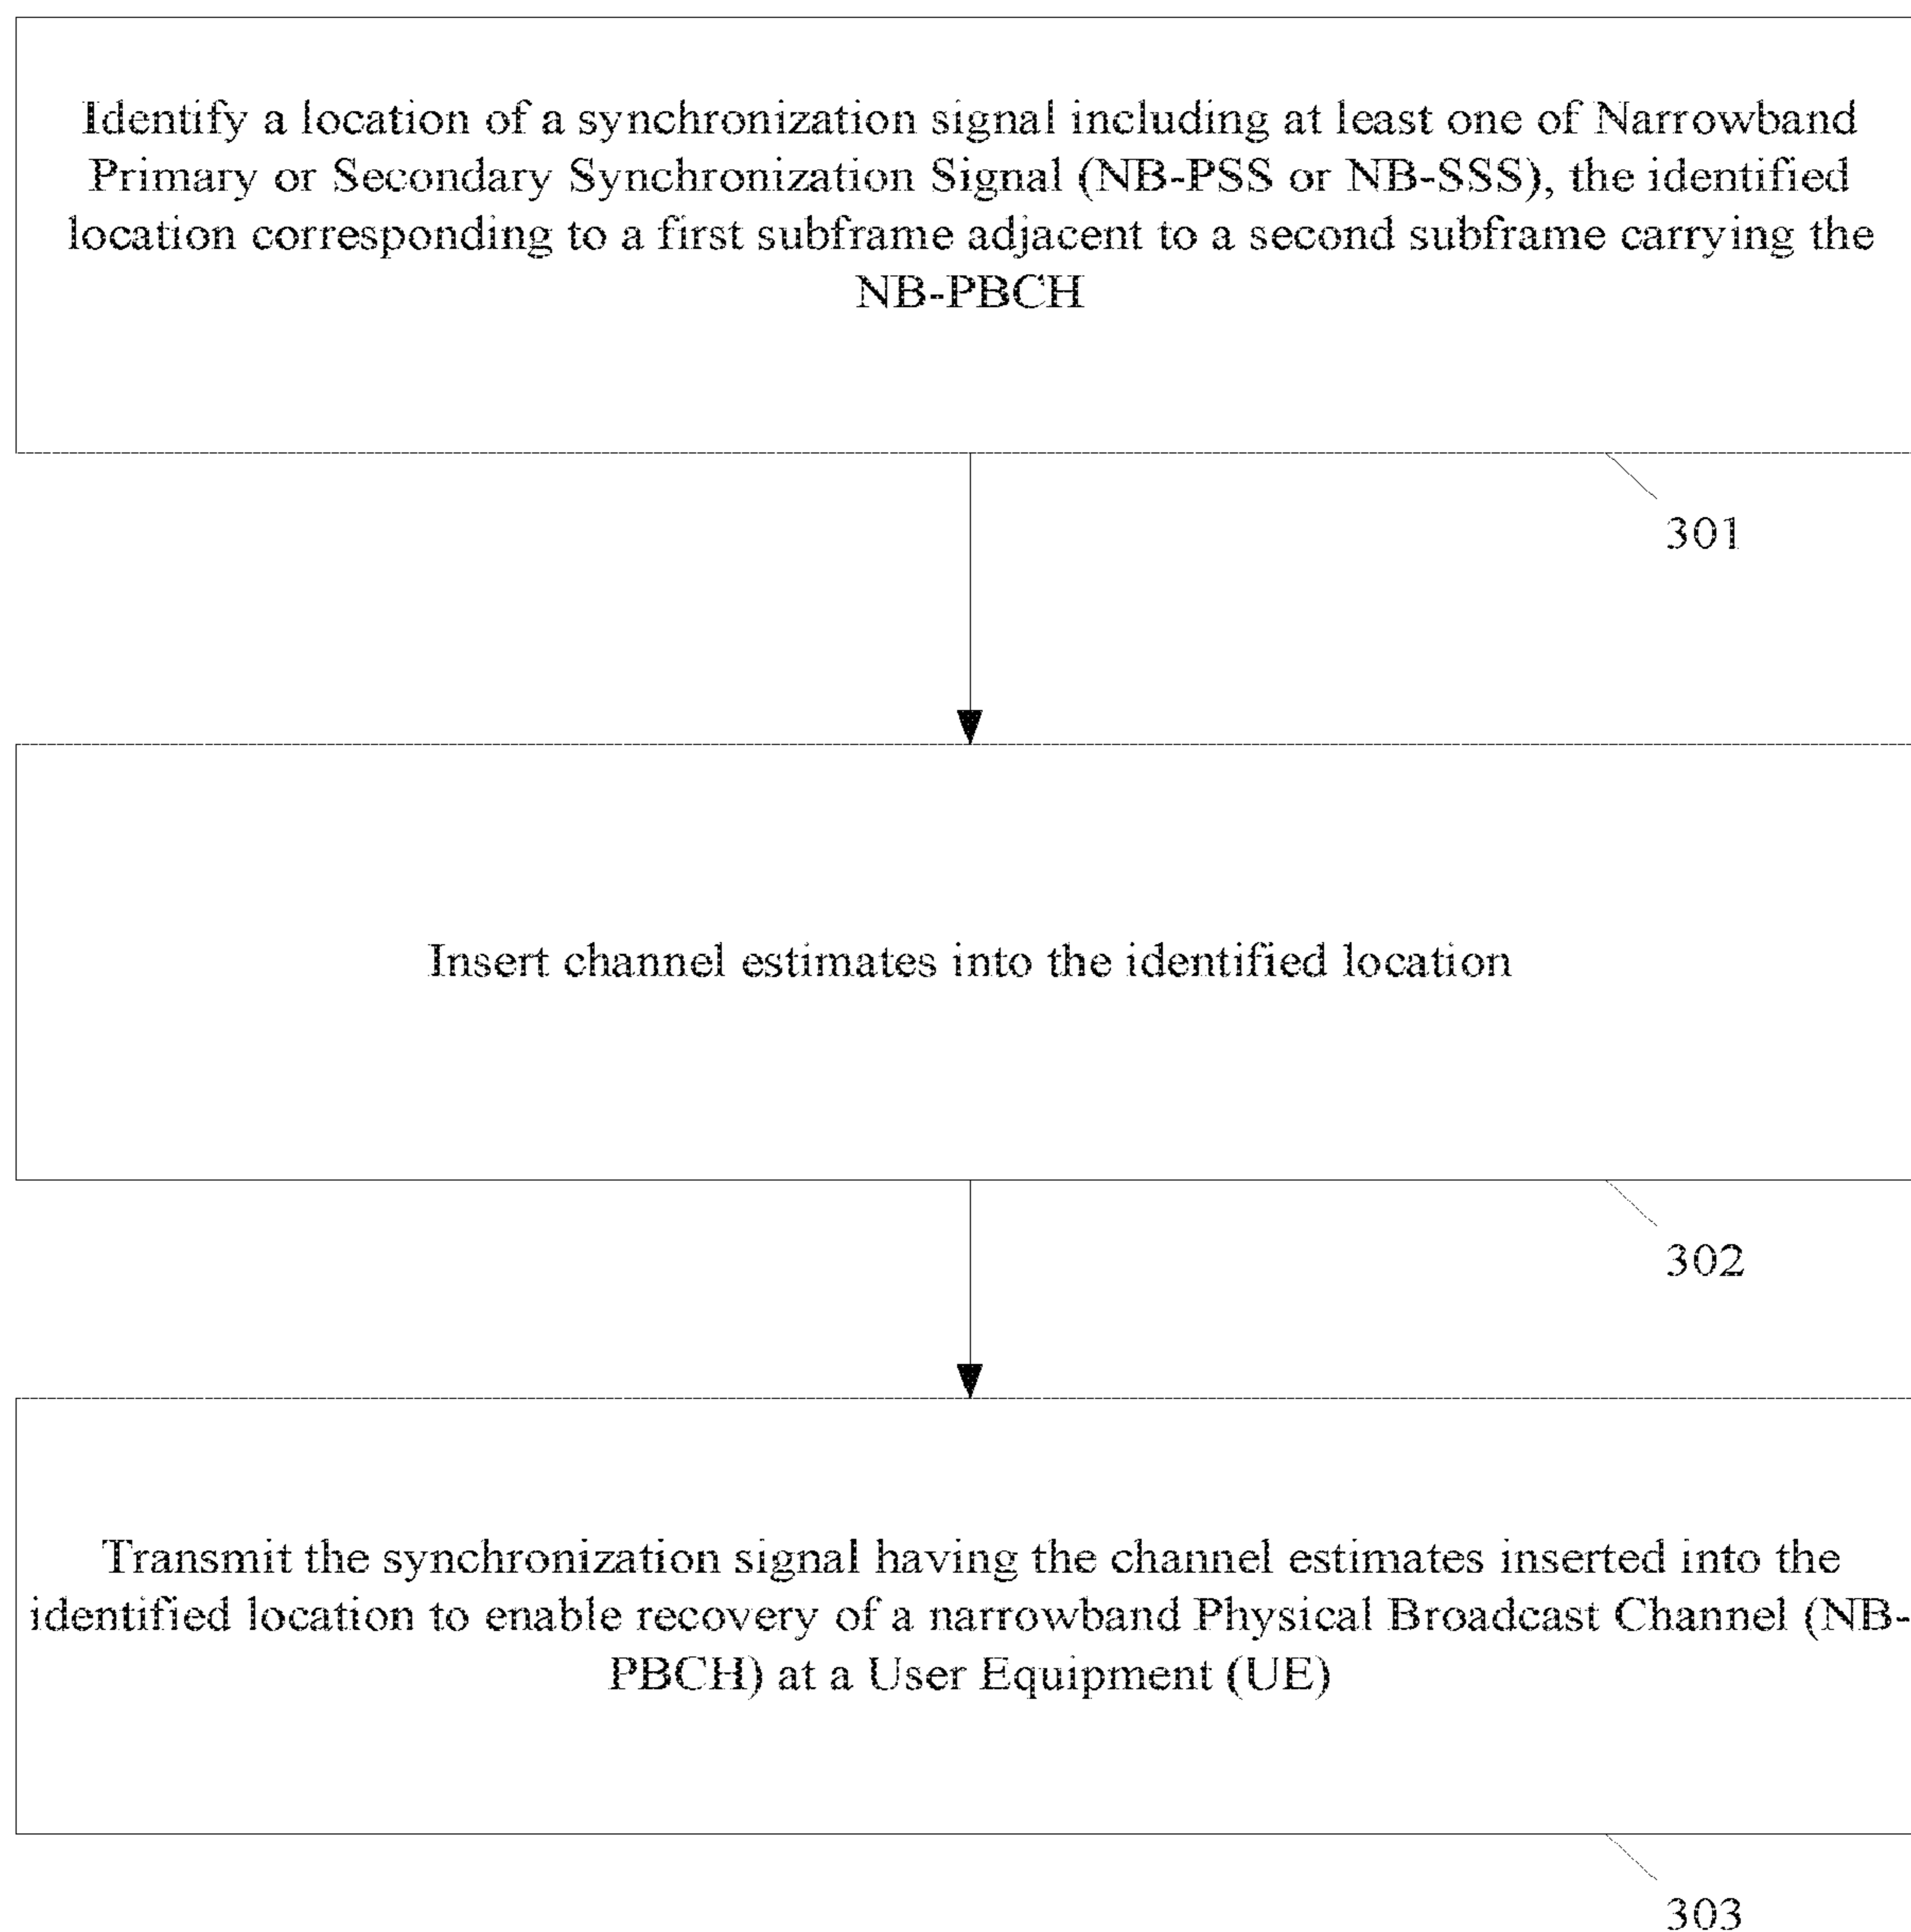 Identify a location of a synchronization signal including at least one of Narrowband
Primary or Secondary Synchronization Signal (NB-PSS or NB-SSS), the identified
location corresponding to a first subframe adjacent to a second subframe carrying the
NB-PBCH
301
Insert channel estimates into the identified location
302
Transmit the synchronization signal having the channel estimates inserted into the
identified location to enable recovery of a narrowband Physical Broadcast Channel (NB-
PBCH) at a User Equipment (UE)
303